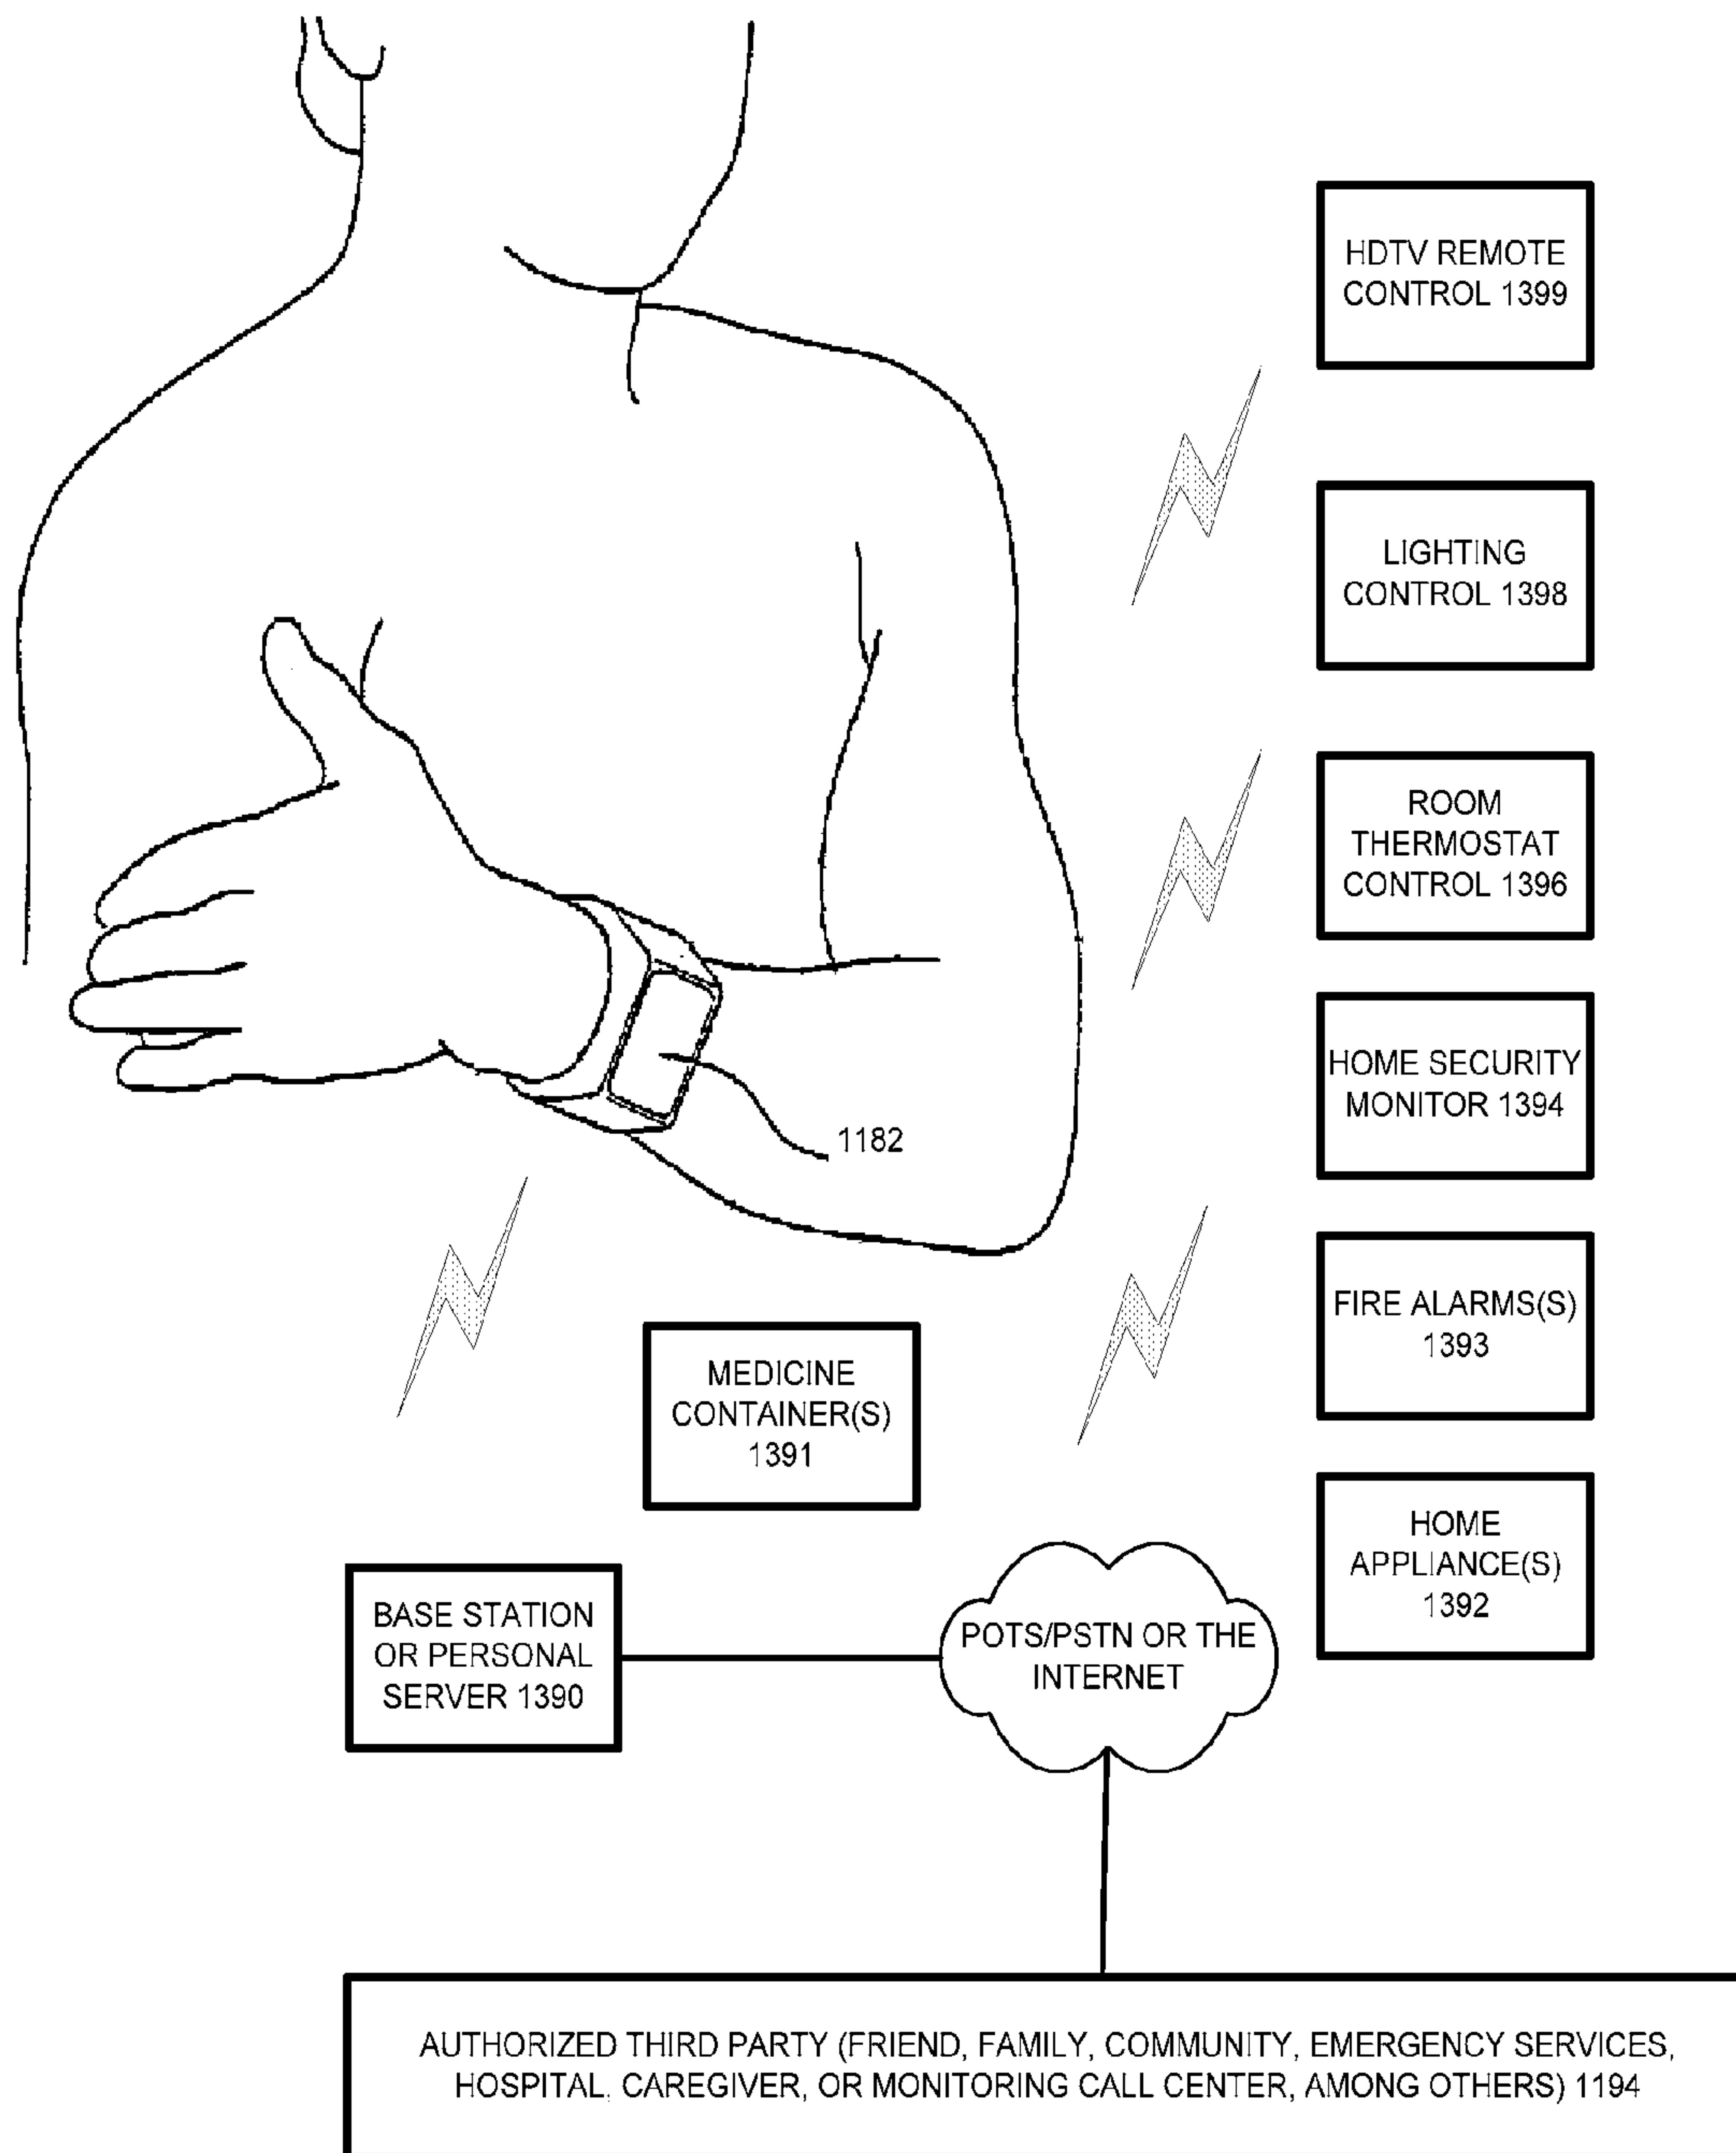 HDTV REMOTE
CONTROL 1399
LIGHTING
CONTROL 1398
ROOM
THERMOSTAT
CONTROL 1396
HOME SECURITY
MONITOR 1394
1182
FIRE ALARMS(S)
1393
MEDICINE
CONTAINER(S)
1391
HOME
APPLIANCE(S)
1392
BASE STATION
OR PERSONAL
SERVER 1390
POTS/PSTN OR THE
INTERNET
AUTHORIZED THIRD PARTY (FRIEND, FAMILY, COMMUNITY, EMERGENCY SERVICES,
HOSPITAL, CAREGIVER, OR MONITORING CALL CENTER, AMONG OTHERS) 1194